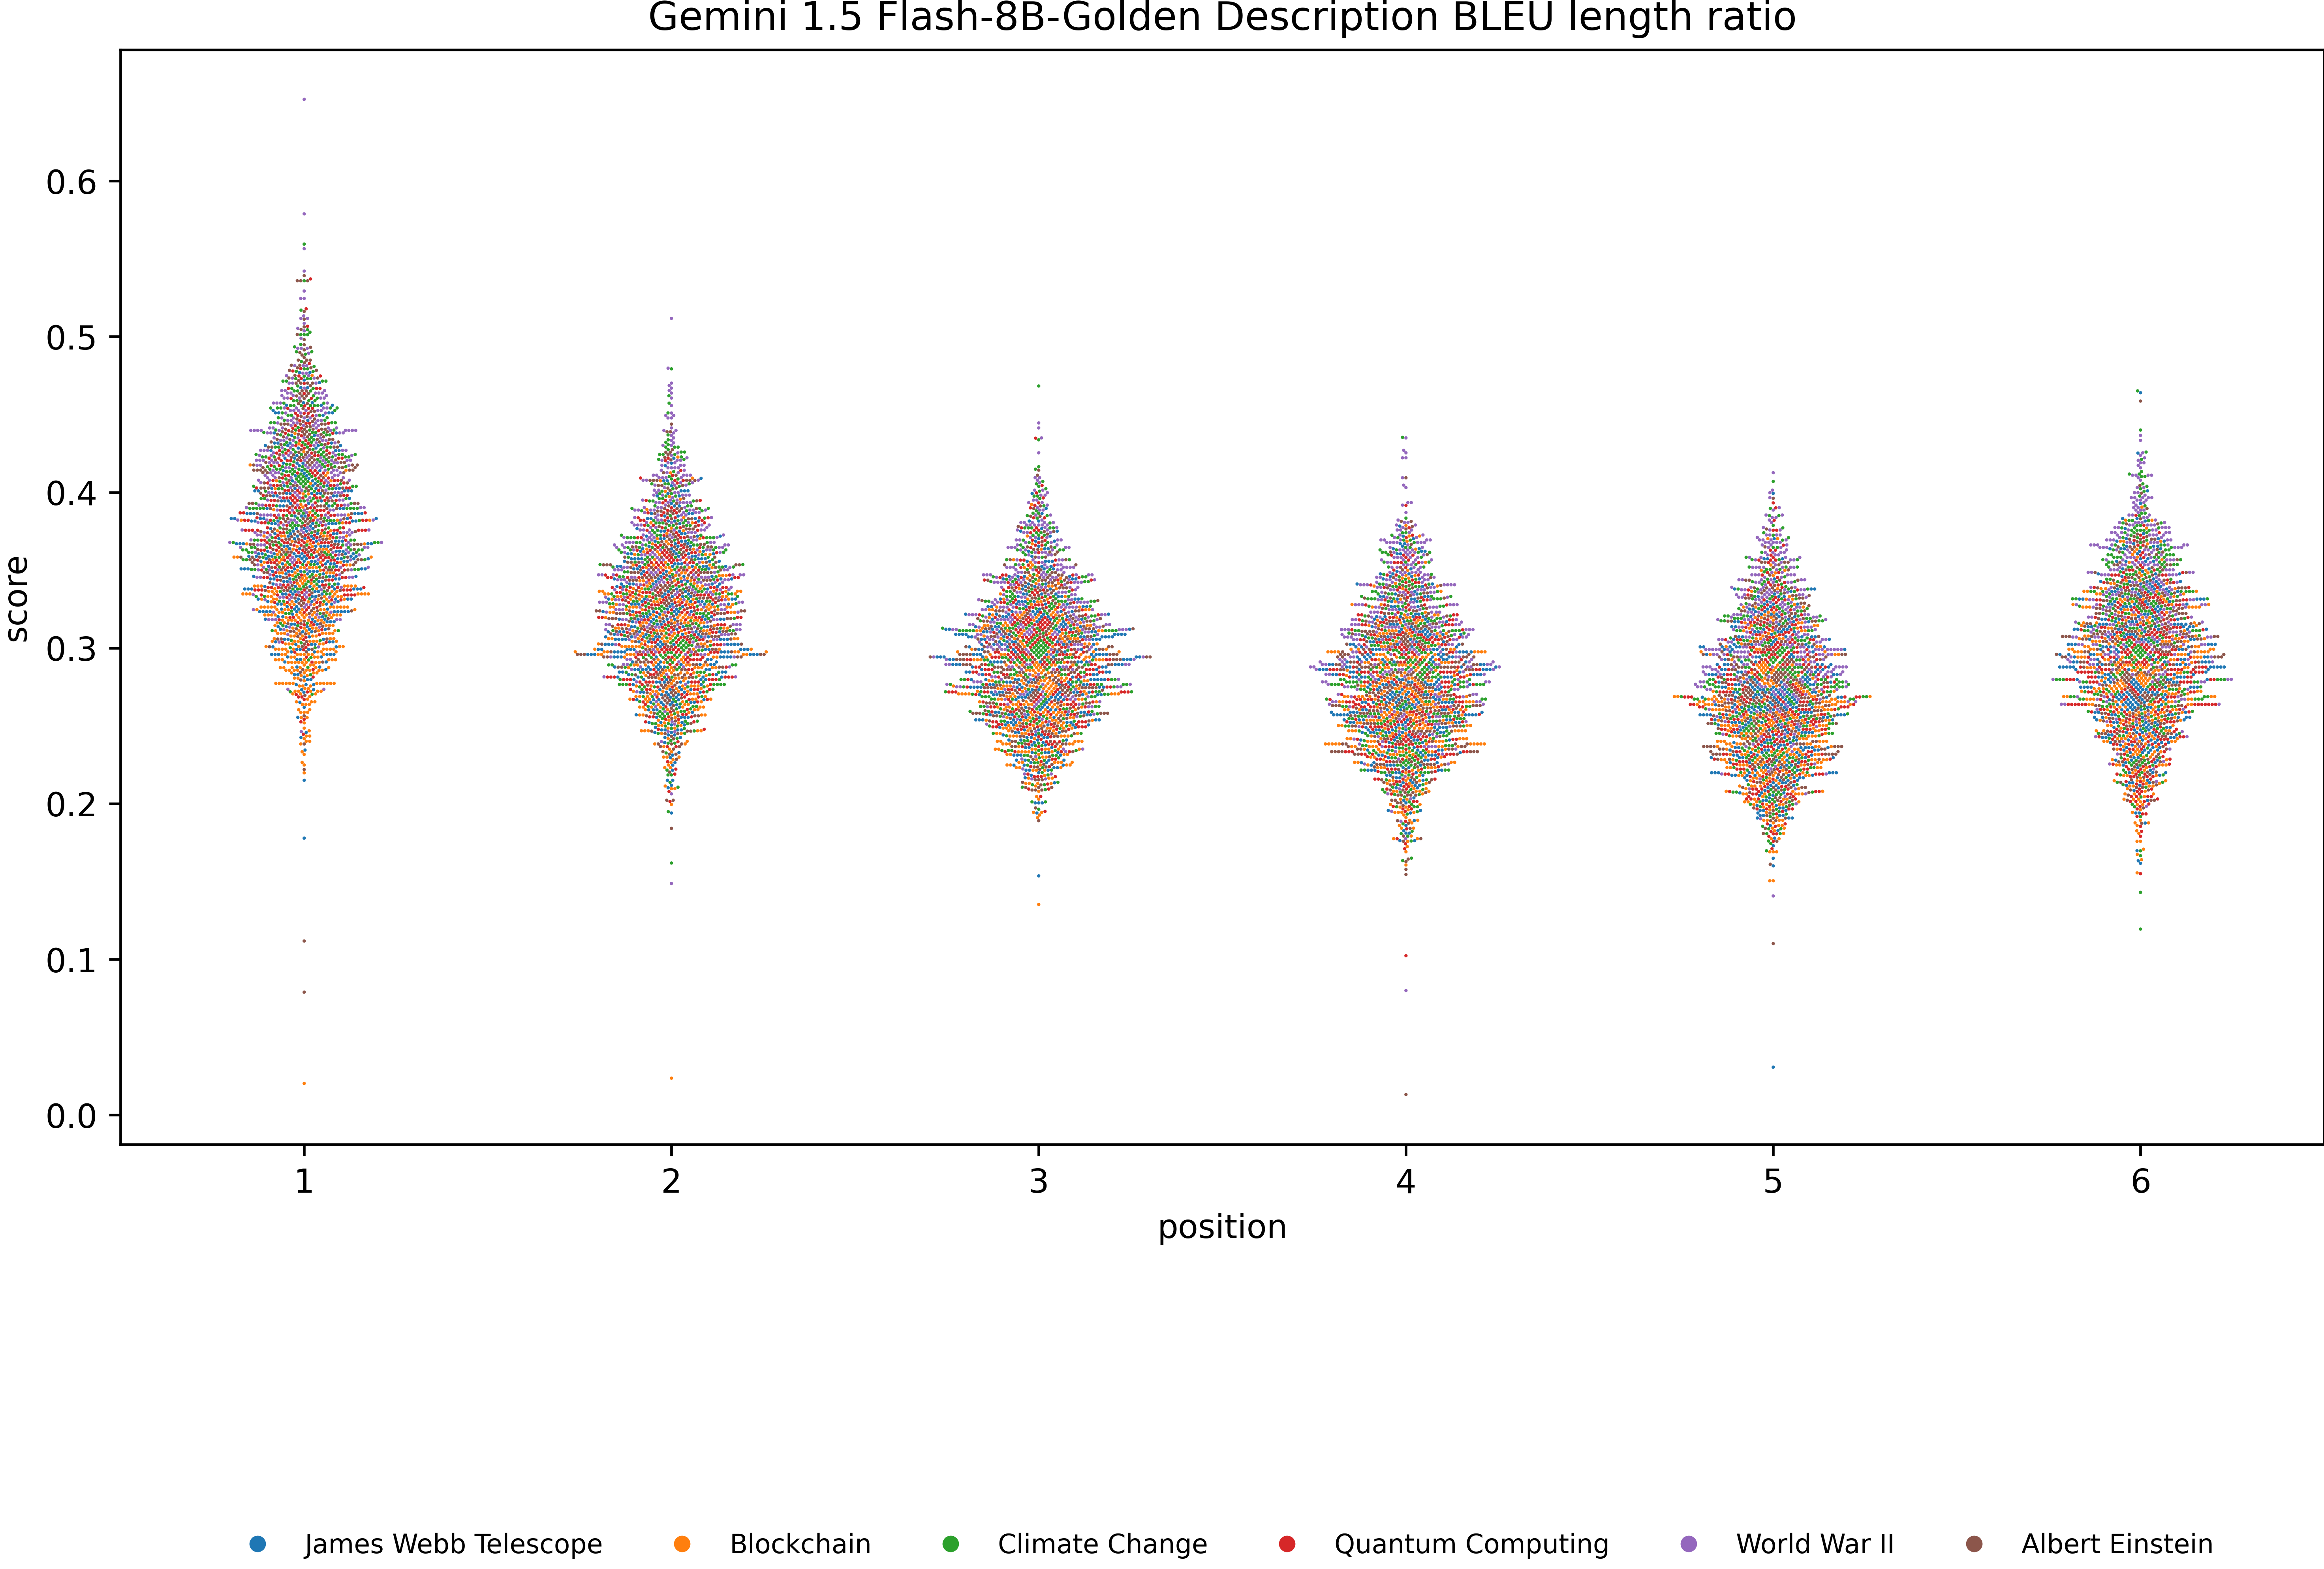 Gemini 1.5 Flash-8B-Golden Description BLEU length ratio
0.6
0.5
0.4
0.3
0.2
0.1
0.0
score
1 2 3 4 5 6
position
James Webb Telescope Blockchain Climate Change Quantum Computing World War II Albert Einstein